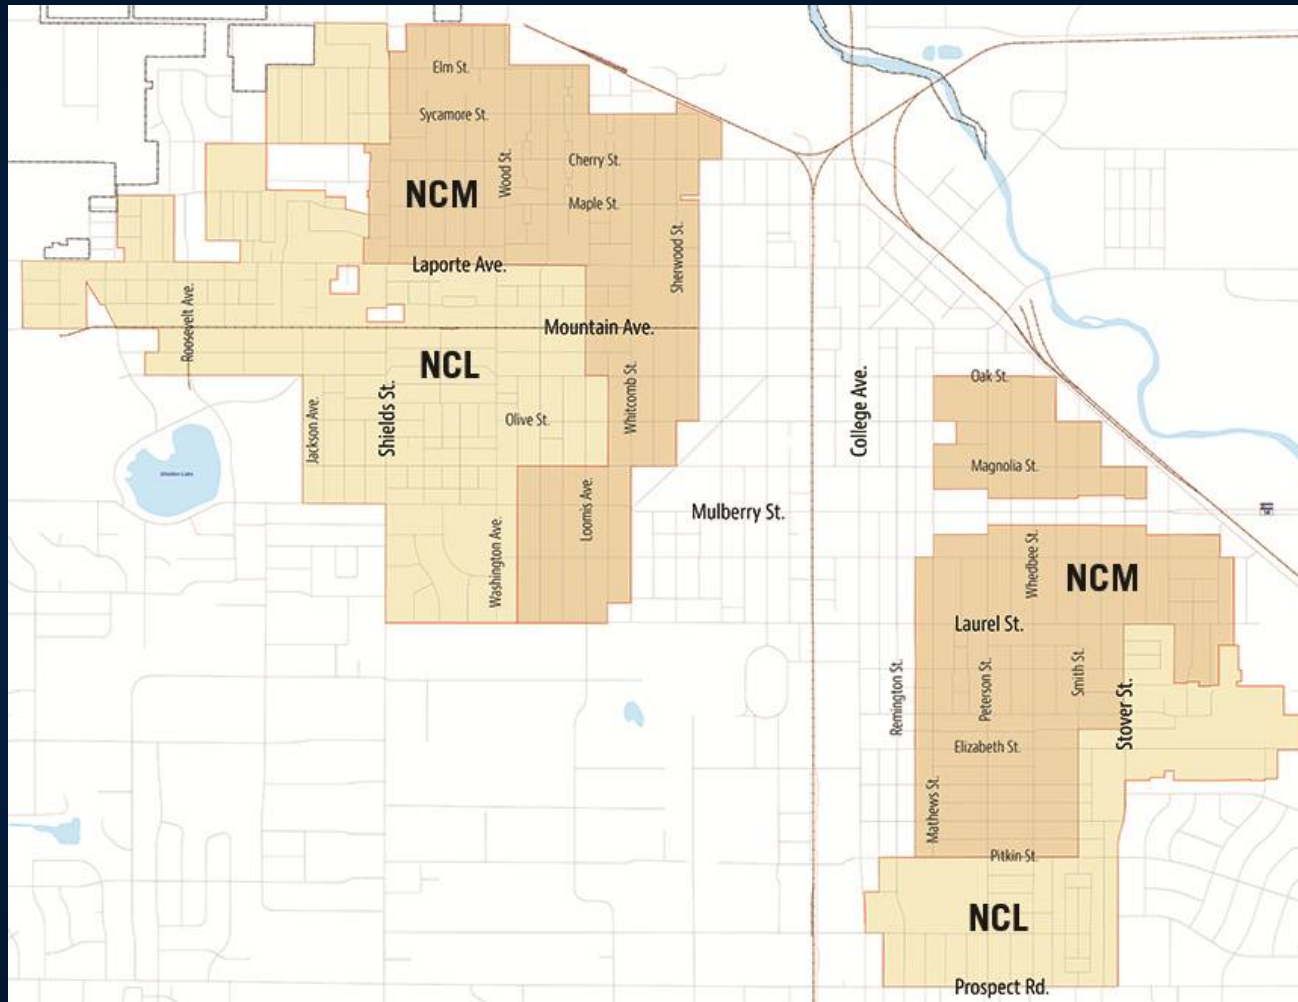 Elm St.
Sycamore St.
Wood St.
Cherry St.
NCM
Maple St.
Sherwood St.
Laporte Ave.
Roosevelt Ave.
Mountain Ave.
NCL
Whitcomb St.
College Ave.
Oak St.
Jackson Ave.
Shields St.
Olive St.
Magnolia St.
Sheldon Lake
Loomis Ave.
Mulberry St.
Washington Ave.
Whedbee St.
NCM
Laurel St.
Remington St.
Peterson St.
Smith St.
Stover St.
Elizabeth St.
Mathews St.
Pitkin St.
NCL
Prospect Rd.